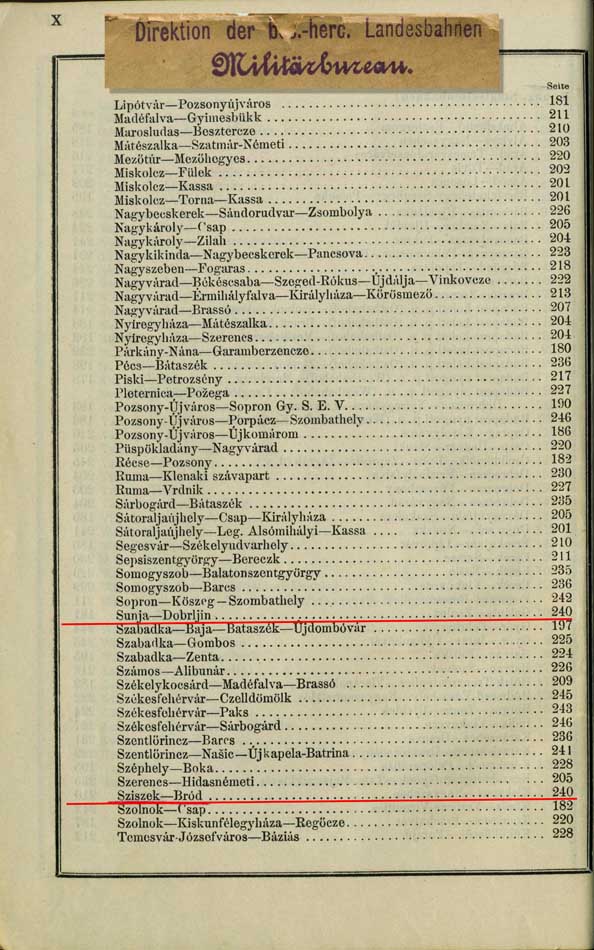 X
Direktion der bos.-herc. Landesbahnen
Militärbureau.
Seite
Lipótvár—Pozsonyújváros 181
Madéfalva—Gyimesbükk 211
Marosludas—Besztercze 210
Mátészalka—Szatmár-Németi 203
Mezőtúr—Mezőhegyes 220
Miskolcz—Fülek 202
Miskolcz—Kassa 201
Miskolcz—Torna—Kassa 201
Nagybecskerek—Sándorudvar—Zsombolya 226
Nagykároly—Csap 205
Nagykároly—Zilah 204
Nagykikinda—Nagybecskerek—Pancsova 223
Nagyszeben—Fogaras 218
Nagyvárad—Békéscsaba—Szeged-Rókus—Újdálja—Vinkovcze 222
Nagyvárad—Érmihályfalva—Királyháza—Kőrösmező 213
Nagyvárad—Brassó 207
Nyíregyháza—Mátészalka 204
Nyíregyháza—Szerencs 204
Párkány-Nána—Garamberzencze 180
Pécs—Bátaszék 236
Piski—Petrozsény 217
Pleternica—Požega 227
Pozsony-Újváros—Sopron Gy. S. E. V. 190
Pozsony-Újváros—Porpácz—Szombathely 246
Pozsony-Újváros—Újkomárom 186
Püspökladány—Nagyvárad 220
Récse—Pozsony 182
Ruma—Klenaki szávapart 230
Ruma—Vrdnik 227
Sárbogárd—Bátaszék 235
Sátoraljaújhely—Csap—Királyháza 205
Sátoraljaújhely—Leg. Alsómihályi—Kassa 201
Segesvár—Székelyudvarhely 210
Sepsiszentgyörgy—Bereczk 211
Somogyszob—Balatonszentgyörgy 235
Somogyszob—Barcs 236
Sopron—Kőszeg—Szombathely 242
Sunja—Dobrljin 240
Szabadka—Baja—Bataszék—Újdombóvár 197
Szabadka—Gombos 225
Szabadka—Zenta 224
Számos—Alibunár 226
Székelykocsárd—Madéfalva—Brassó 209
Székesfehérvár—Czelldömölk 245
Székesfehérvár—Paks 243
Székesfehérvár—Sárbogárd 246
Szentlőrincz—Barcs 236
Szentlőrincz—Našic—Újkapela-Batrina 241
Széphely—Boka 228
Szerencs—Hidasnémeti 205
Sziszek—Bród 240
Szolnok—Csap 182
Szolnok—Kiskunfélegyháza—Regőcze 220
Temesvár-Józsefváros—Báziás 228